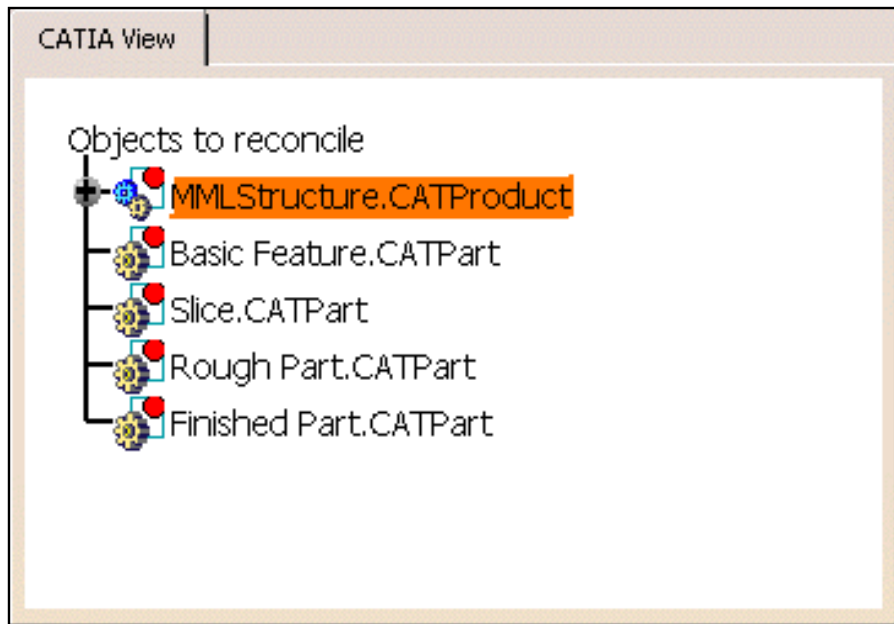 CATIA View
Objects to reconcile
MMLStructure.CATProduct
Basic Feature.CATPart
Slice.CATPart
Rough Part.CATPart
Finished Part.CATPart